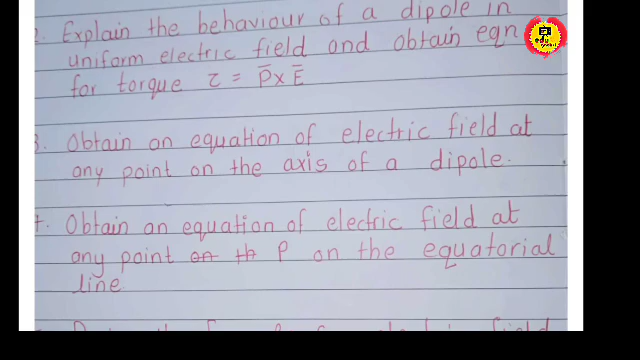 2. Explain the behaviour of a dipole in
uniform electric field and obtain eqn
for torque τ = P̄ x Ē
3. Obtain an equation of electric field at
any point on the axis of a dipole.
4. Obtain an equation of electric field at
any point on th P on the equatorial
line
edu